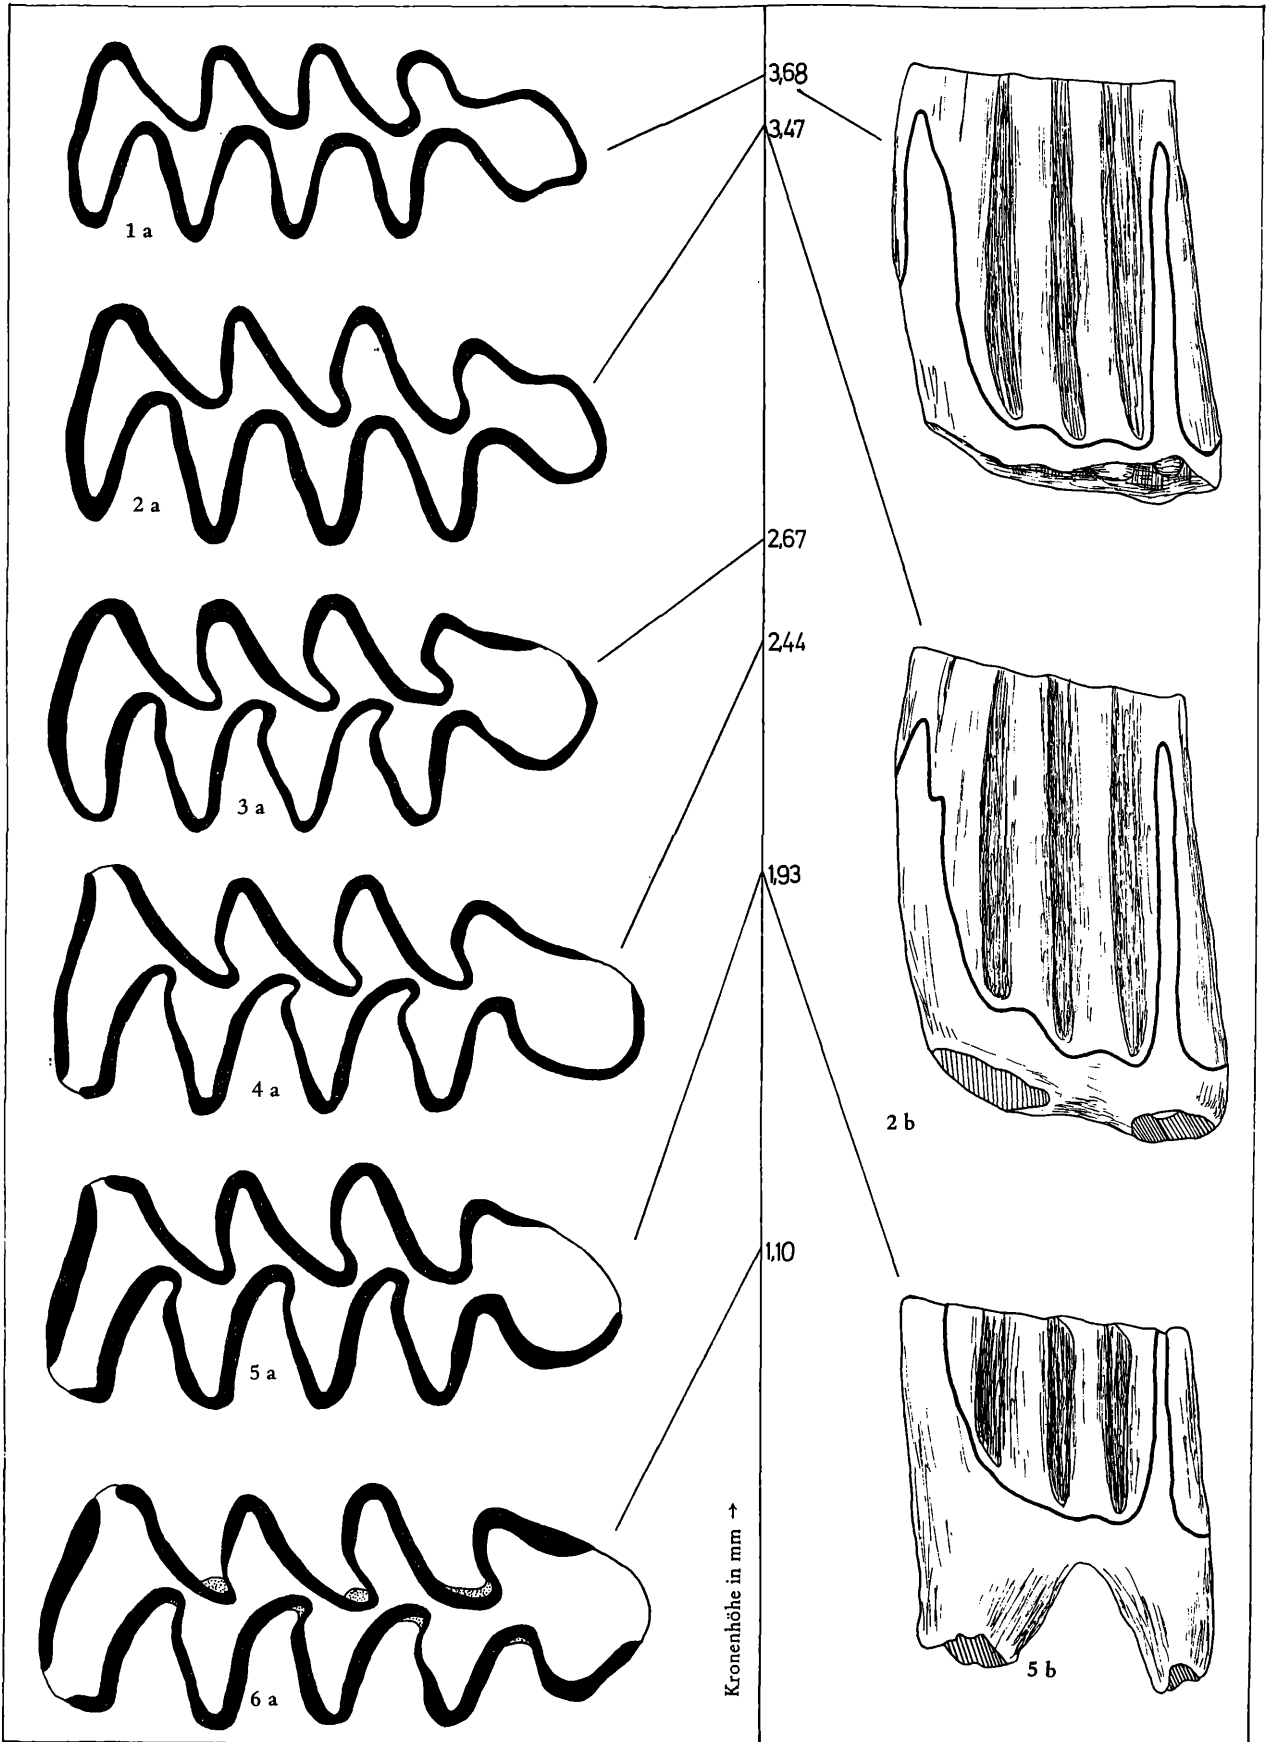 3,68
3,47
1 a
2 a
2,67
2,44
3 a
1,93
4 a
2 b
1,10
5 a
Kronenhöhe in mm →
5 b
6 a